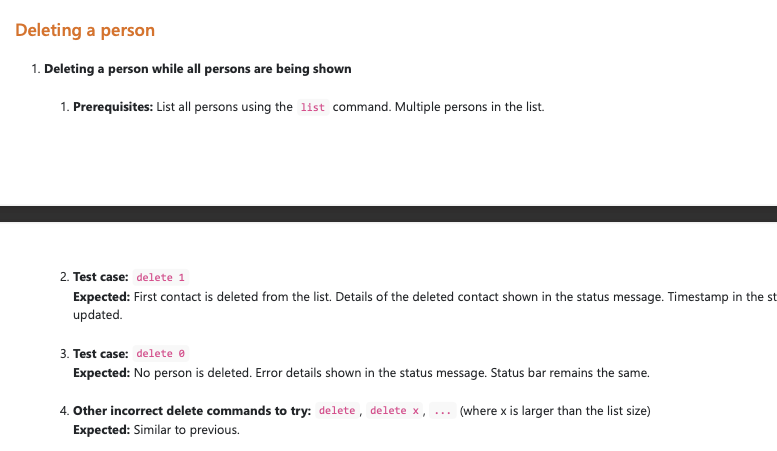 Deleting a person
1. Deleting a person while all persons are being shown
1. Prerequisites: List all persons using the list command. Multiple persons in the list.
2. Test case: delete 1
Expected: First contact is deleted from the list. Details of the deleted contact shown in the status message. Timestamp in the
updated.
3. Test case: delete 0
Expected: No person is deleted. Error details shown in the status message. Status bar remains the same.
4. Other incorrect delete commands to try: delete, delete x, ... (where x is larger than the list size)
Expected: Similar to previous.